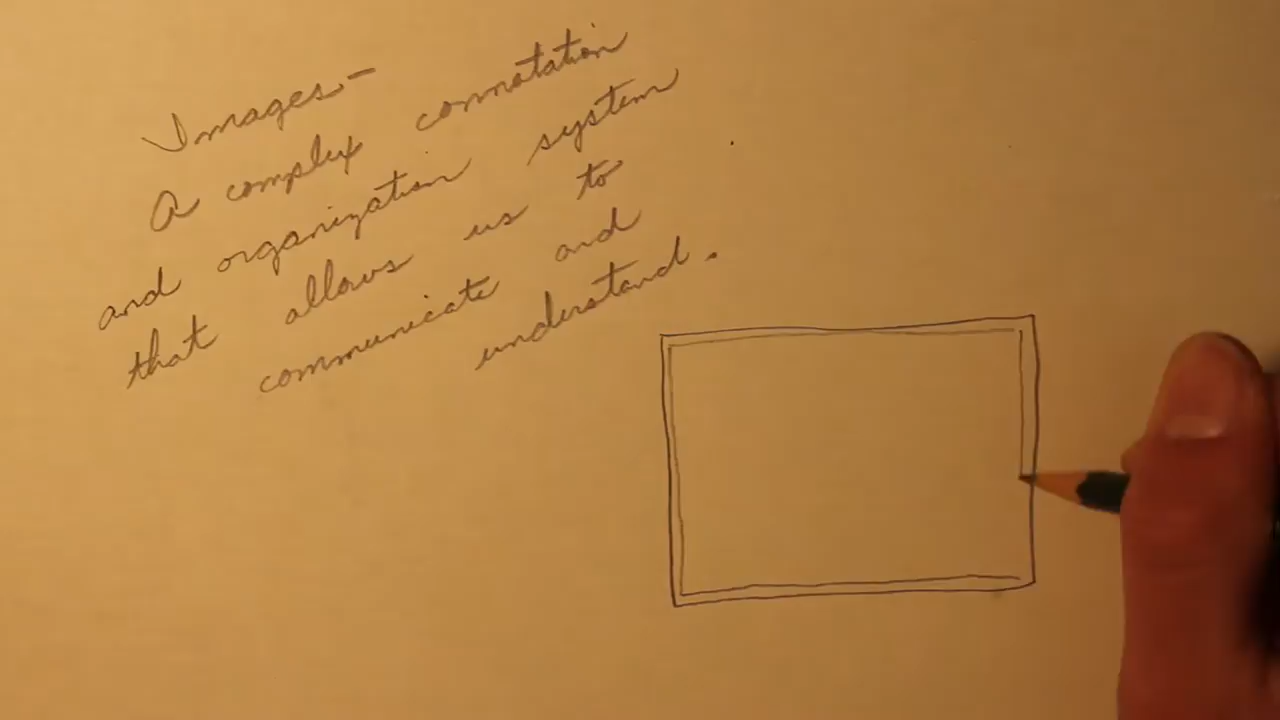 Images-
A complex connotation
and organization system
that allows us to
communicate and
understand.